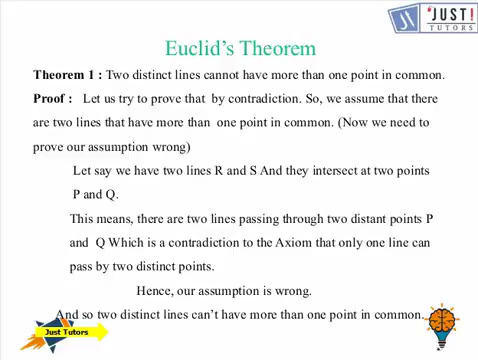 JUST!
TUTORS
Euclid's Theorem
Theorem 1 : Two distinct lines cannot have more than one point in common.
Proof : Let us try to prove that by contradiction. So, we assume that there
are two lines that have more than one point in common. (Now we need to
prove our assumption wrong)
Let say we have two lines R and S And they intersect at two points
P and Q.
This means, there are two lines passing through two distant points P
and Q Which is a contradiction to the Axiom that only one line can
pass by two distinct points.
Hence, our assumption is wrong.
And so two distinct lines can't have more than one point in common.
Just Tutors